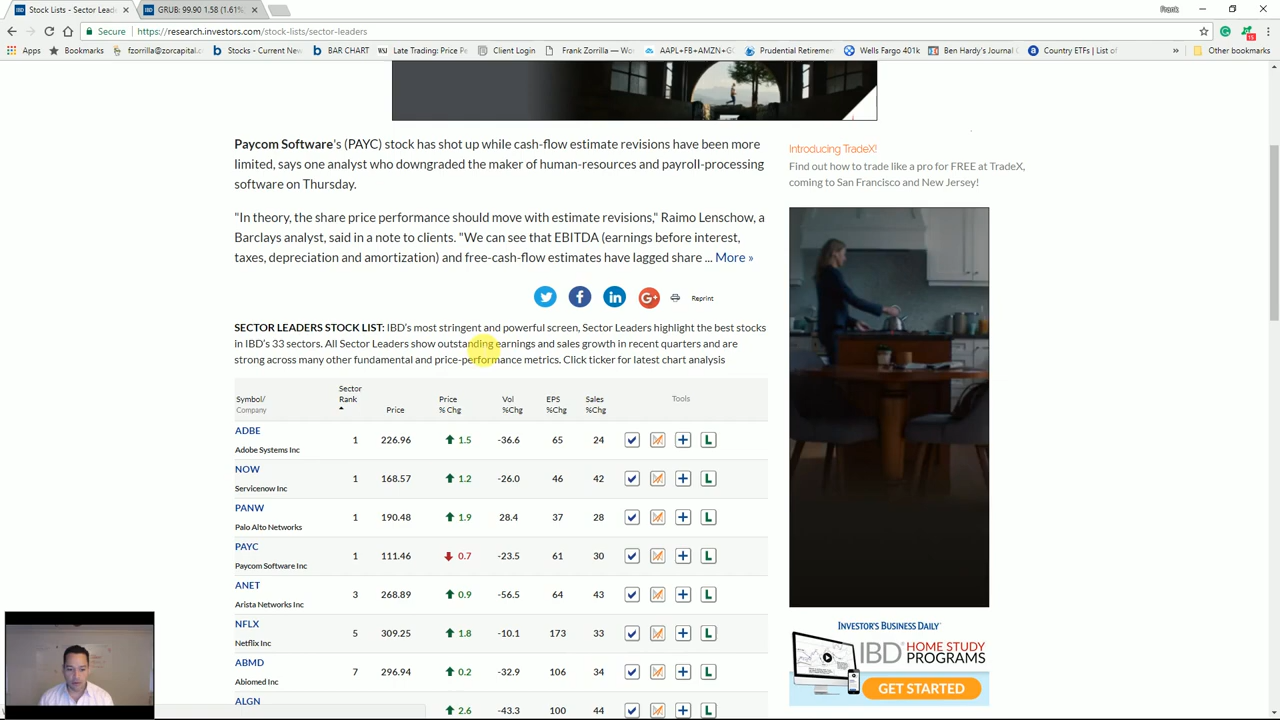 Stock Lists - Sector Leade
GRUB: 99.90 1.58 (1.61%
Frank
Secure
https://research.investors.com/stock-lists/sector-leaders
Apps
Bookmarks
fzorrilla@zorcapital.c
Stocks - Current New
BAR CHART
Late Trading: Price Pe
Client Login
Frank Zorrilla — Wo
AAPL+FB+AMZN+GO
Prudential Retiremen
Wells Fargo 401k
Ben Hardy's Journal
Country ETFs | List of
»
Other bookmarks
Paycom Software's (PAYC) stock has shot up while cash-flow estimate revisions have been more
limited, says one analyst who downgraded the maker of human-resources and payroll-processing
software on Thursday.
"In theory, the share price performance should move with estimate revisions," Raimo Lenschow, a
Barclays analyst, said in a note to clients. "We can see that EBITDA (earnings before interest,
taxes, depreciation and amortization) and free-cash-flow estimates have lagged share ... More »
Reprint
SECTOR LEADERS STOCK LIST: IBD's most stringent and powerful screen, Sector Leaders highlight the best stocks
in IBD's 33 sectors. All Sector Leaders show outstanding earnings and sales growth in recent quarters and are
strong across many other fundamental and price-performance metrics. Click ticker for latest chart analysis
Symbol/ Company Sector Rank Price Price % Chg Vol %Chg EPS %Chg Sales %Chg Tools
ADBE
Adobe Systems Inc 1 226.96 1.5 -36.6 65 24 L
NOW
Servicenow Inc 1 168.57 1.2 -26.0 46 42 L
PANW
Palo Alto Networks 1 190.48 1.9 28.4 37 28 L
PAYC
Paycom Software Inc 1 111.46 0.7 -23.5 61 30 L
ANET
Arista Networks Inc 3 268.89 0.9 -56.5 64 43 L
NFLX
Netflix Inc 5 309.25 1.8 -10.1 173 33 L
ABMD
Abiomed Inc 7 296.94 0.2 -32.9 106 34 L
ALGN 2.6 -43.3 100 44 L
Introducing TradeX!
Find out how to trade like a pro for FREE at TradeX,
coming to San Francisco and New Jersey!
INVESTOR'S BUSINESS DAILY
IBD HOME STUDY
PROGRAMS
GET STARTED